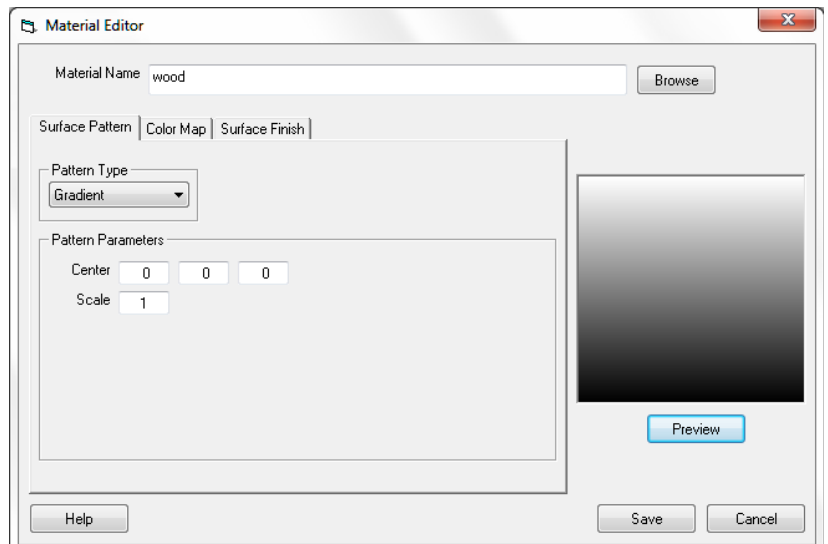 Material Editor
Material Name wood Browse
Surface Pattern Color Map Surface Finish
Pattern Type
Gradient
Pattern Parameters
Center 0 0 0
Scale 1
Preview
Help Save Cancel